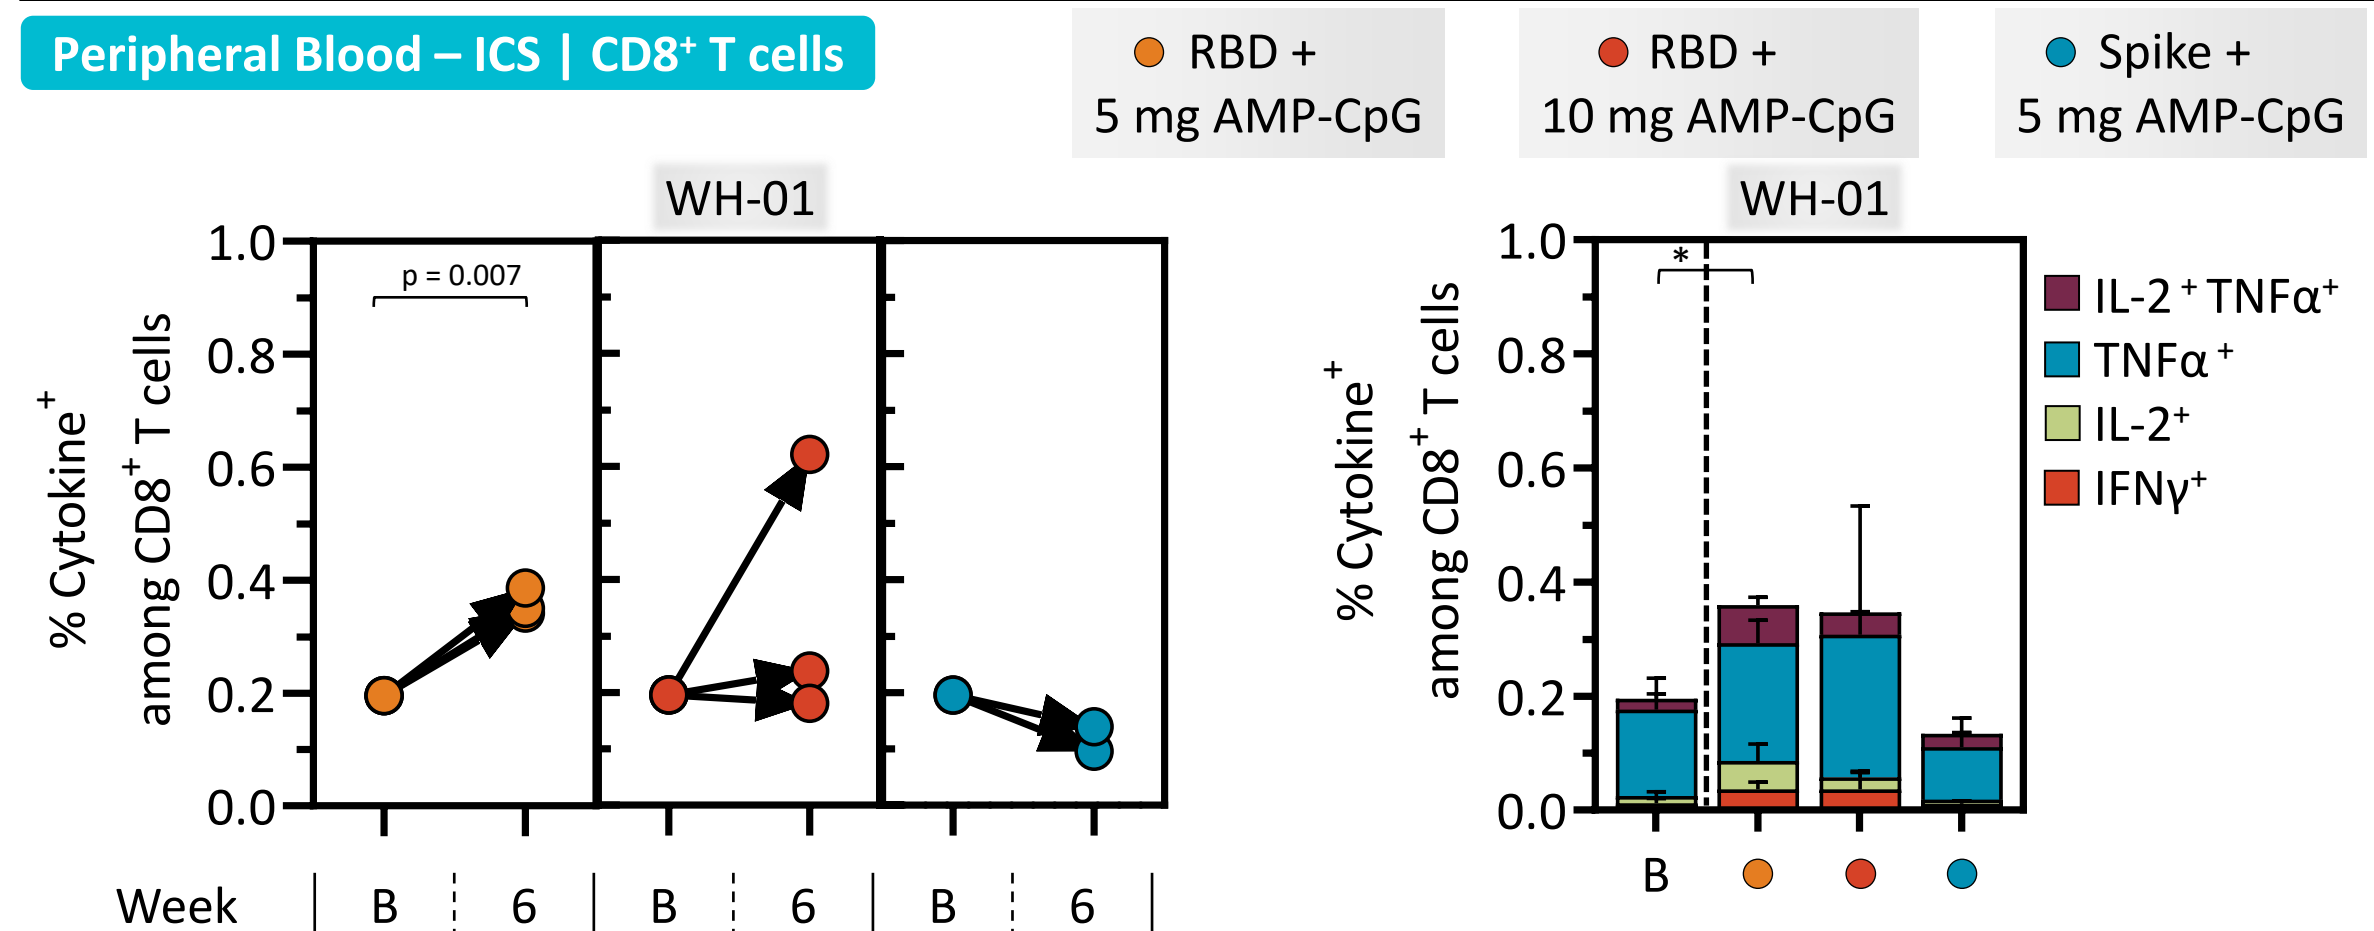 Peripheral Blood – ICS | CD8⁺ T cells
RBD +
5 mg AMP-CpG
RBD +
10 mg AMP-CpG
Spike +
5 mg AMP-CpG
WH-01
% Cytokine⁺
among CD8⁺ T cells
1.0
0.8
0.6
0.4
0.2
0.0
p = 0.007
Week
B
6
B
6
B
6
WH-01
% Cytokine⁺
among CD8⁺ T cells
1.0
0.8
0.6
0.4
0.2
0.0
*
B
IL-2⁺TNFα⁺
TNFα⁺
IL-2⁺
IFNγ⁺